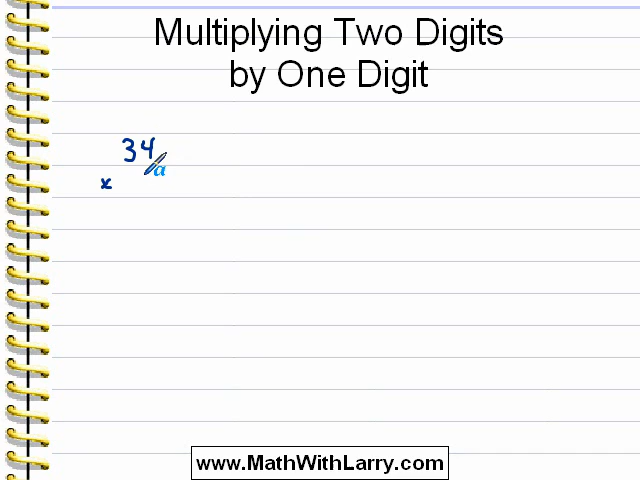 Multiplying Two Digits
by One Digit
34
x
www.MathWithLarry.com